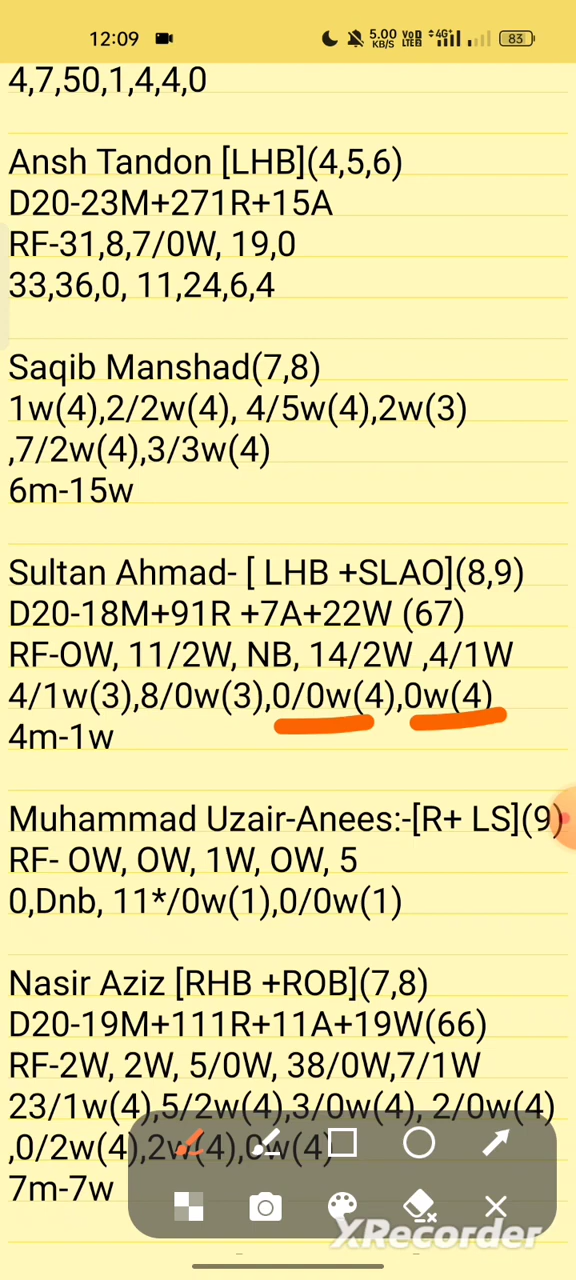 12:09
5.00 KB/S VoD LTE 4G+ 83
4,7,50,1,4,4,0
Ansh Tandon [LHB](4,5,6)
D20-23M+271R+15A
RF-31,8,7/0W, 19,0
33,36,0, 11,24,6,4
Saqib Manshad(7,8)
1w(4),2/2w(4), 4/5w(4),2w(3)
,7/2w(4),3/3w(4)
6m-15w
Sultan Ahmad- [ LHB +SLAO](8,9)
D20-18M+91R +7A+22W (67)
RF-OW, 11/2W, NB, 14/2W ,4/1W
4/1w(3),8/0w(3),0/0w(4),0w(4)
4m-1w
Muhammad Uzair-Anees:-[R+ LS](9)
RF- OW, OW, 1W, OW, 5
0,Dnb, 11*/0w(1),0/0w(1)
Nasir Aziz [RHB +ROB](7,8)
D20-19M+111R+11A+19W(66)
RF-2W, 2W, 5/0W, 38/0W,7/1W
23/1w(4),5/2w(4),3/0w(4), 2/0w(4)
,0/2w(4),2w(4),0w(4)
7m-7w
XRecorder